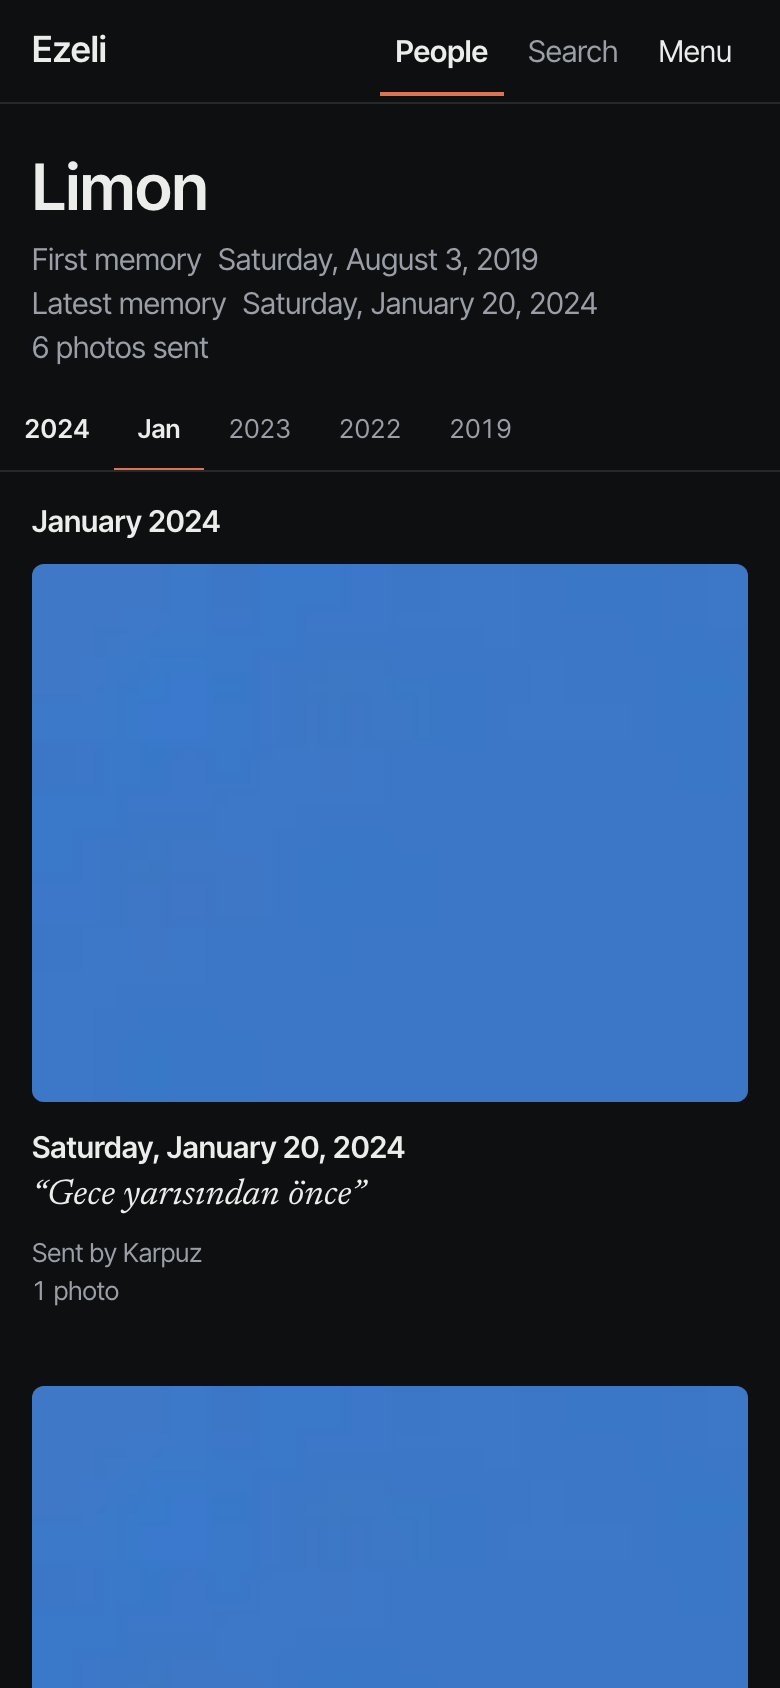 Ezeli People Search Menu
Limon
First memory Saturday, August 3, 2019
Latest memory Saturday, January 20, 2024
6 photos sent
2024 Jan 2023 2022 2019
January 2024
Saturday, January 20, 2024
“Gece yarısından önce”
Sent by Karpuz
1 photo